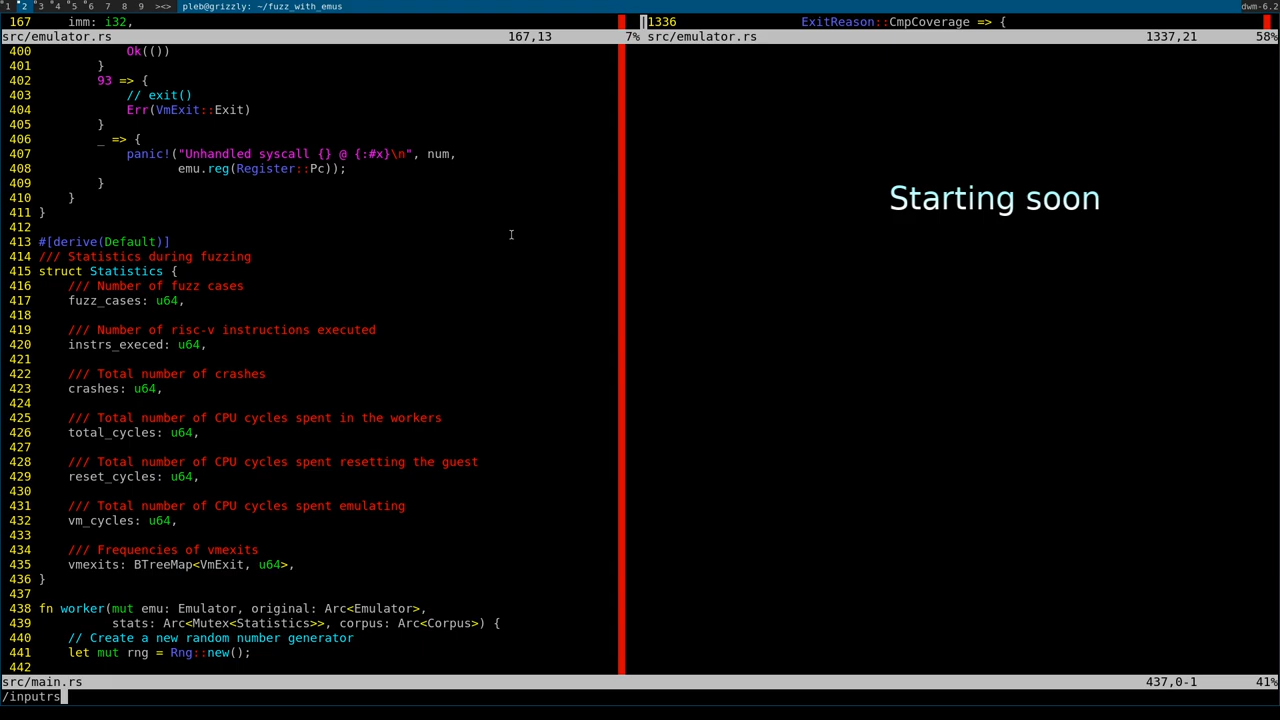 1 2 3 4 5 6 7 8 9 ><> pleb@grizzly: ~/fuzz_with_emus dwm-6.2
167 imm: i32,
src/emulator.rs 167,13 7%
1336 ExitReason::CmpCoverage => {
src/emulator.rs 1337,21 58%
400 Ok(())
401 }
402 93 => {
403 // exit()
404 Err(VmExit::Exit)
405 }
406 _ => {
407 panic!("Unhandled syscall {} @ {:#x}\n", num,
408 emu.reg(Register::Pc));
409 }
410 }
411 }
412
413 #[derive(Default)]
414 /// Statistics during fuzzing
415 struct Statistics {
416 /// Number of fuzz cases
417 fuzz_cases: u64,
418
419 /// Number of risc-v instructions executed
420 instrs_execed: u64,
421
422 /// Total number of crashes
423 crashes: u64,
424
425 /// Total number of CPU cycles spent in the workers
426 total_cycles: u64,
427
428 /// Total number of CPU cycles spent resetting the guest
429 reset_cycles: u64,
430
431 /// Total number of CPU cycles spent emulating
432 vm_cycles: u64,
433
434 /// Frequencies of vmexits
435 vmexits: BTreeMap<VmExit, u64>,
436 }
437
438 fn worker(mut emu: Emulator, original: Arc<Emulator>,
439 stats: Arc<Mutex<Statistics>>, corpus: Arc<Corpus>) {
440 // Create a new random number generator
441 let mut rng = Rng::new();
442
Starting soon
src/main.rs 437,0-1 41%
/inputrs